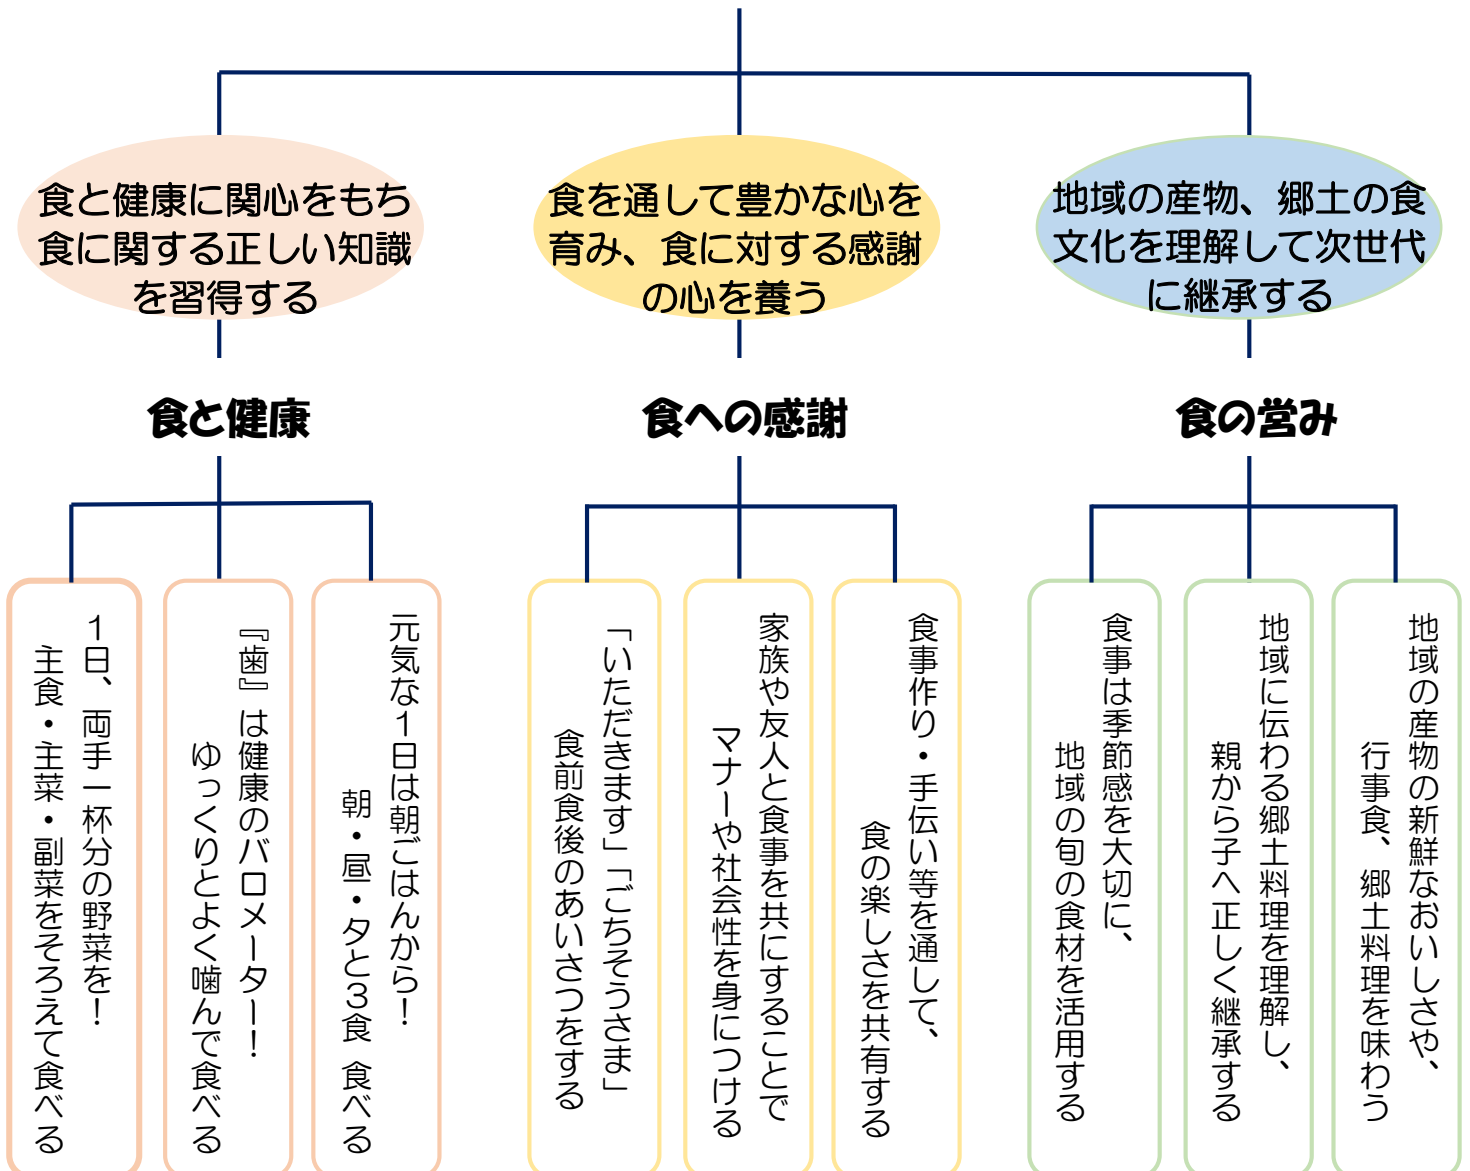 食と健康に関心をもち
食に関する正しい知識
を習得する
食を通して豊かな心を
育み、食に対する感謝
の心を養う
地域の産物、郷土の食
文化を理解して次世代
に継承する
食と健康
食への感謝
食の営み
元気な1日は朝ごはんから！
朝・昼・夕と3食 食べる
『歯』は健康のバロメーター！
ゆっくりとよく噛んで食べる
1日、両手一杯分の野菜を！
主食・主菜・副菜をそろえて食べる
食事作り・手伝い等を通して、
食の楽しさを共有する
家族や友人と食事を共にすることで
マナーや社会性を身につける
「いただきます」「ごちそうさま」
食前食後のあいさつをする
地域の産物の新鮮なおいしさや、
行事食、郷土料理を味わう
地域に伝わる郷土料理を理解し、
親から子へ正しく継承する
食事は季節感を大切に、
地域の旬の食材を活用する